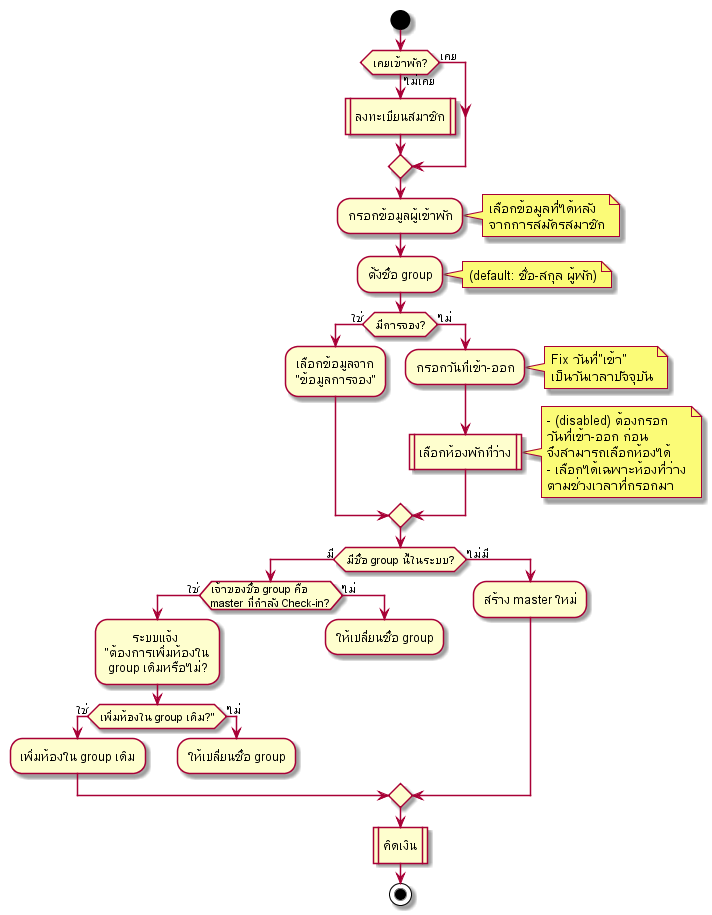 เคยเข้าพัก?
เคย
ไม่เคย
ลงทะเบียนสมาชิก
กรอกข้อมูลผู้เข้าพัก
เลือกข้อมูลที่ได้หลัง
จากการสมัครสมาชิก
ตั้งชื่อ group
(default: ชื่อ-สกุล ผู้พัก)
ใช่
มีการจอง?
ไม่
เลือกข้อมูลจาก
"ข้อมูลการจอง"
กรอกวันที่เข้า-ออก
Fix วันที่"เข้า"
เป็นวันเวลาปัจจุบัน
เลือกห้องพักที่ว่าง
- (disabled) ต้องกรอก
วันที่เข้า-ออก ก่อน
จึงสามารถเลือกห้องได้
- เลือกได้เฉพาะห้องที่ว่าง
ตามช่วงเวลาที่กรอกมา
มี
มีชื่อ group นี้ในระบบ?
ไม่มี
ใช่
เจ้าของชื่อ group คือ
master ที่กำลัง Check-in?
ไม่
สร้าง master ใหม่
ระบบแจ้ง
"ต้องการเพิ่มห้องใน
group เดิมหรือไม่?
ให้เปลี่ยนชื่อ group
ใช่
เพิ่มห้องใน group เดิม?"
ไม่
เพิ่มห้องใน group เดิม
ให้เปลี่ยนชื่อ group
คิดเงิน